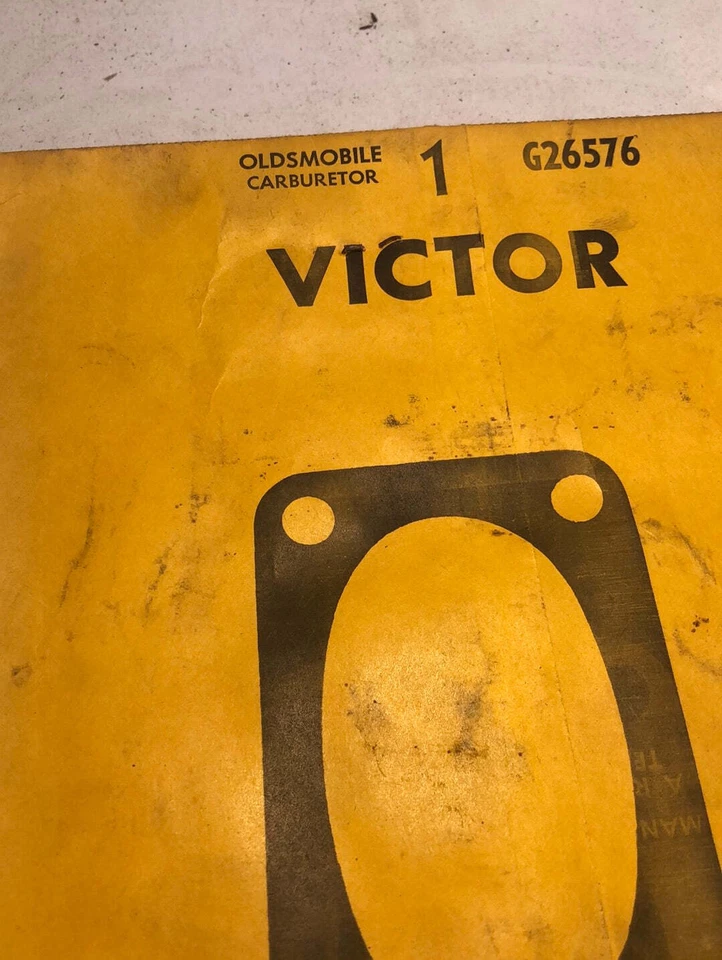 OLDSMOBILE
CARBURETOR
1
G26576
VICTOR